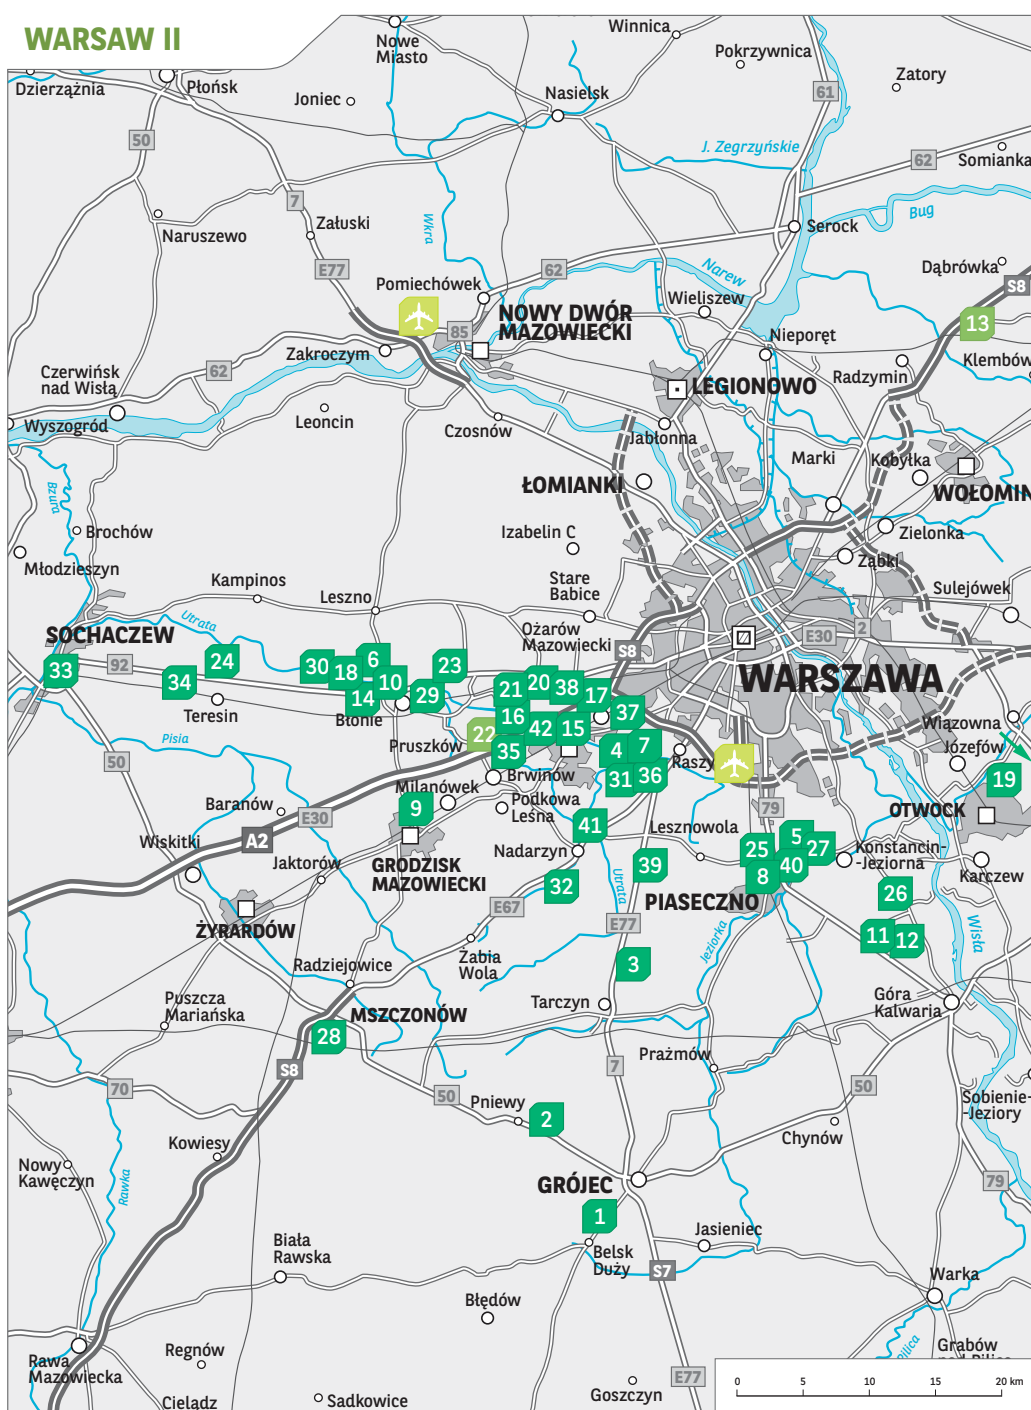 WARSAW II
Nowe
Miasto
Winnica
Pokrzywnica
Dzierzążnia
Płońsk
Joniec
Nasielsk
Zatory
61
50
J. Zegrzyńskie
62
Somianka
7
Wkra
Załuski
Naruszewo
Bug
Serock
E77
62
Narew
Dąbrówka
S8
Pomiechówek
NOWY DWÓR
MAZOWIECKI
Wieliszew
13
85
Zakroczym
Nieporęt
Klembów
Czerwińsk
nad Wisłą
62
Radzymin
LEGIONOWO
Leoncin
Wyszogród
Czosnów
Jabłonna
Marki
Kobyłka
ŁOMIANKI
WOŁOMIN
Bzura
Brochów
Izabelin C
Zielonka
Młodzieszyn
Ząbki
Kampinos
Leszno
Stare
Babice
Sulejówek
Utrata
SOCHACZEW
Ożarów
Mazowiecki
S8
E30
2
33
92
24
30
18
6
10
23
WARSZAWA
34
14
29
21
20
38
17
Teresin
Błonie
16
37
Wiązowna
Pisia
22
42
15
Pruszków
35
4
7
Raszy
Józefów
50
Brwinów
31
36
19
Milanówek
Baranów
9
Podkowa
Leśna
79
OTWOCK
E30
Wiskitki
A2
41
Lesznowola
5
Jaktorów
Nadarzyn
25
27
Konstancin-
-Jeziorna
GRODZISK
MAZOWIECKI
39
40
8
Karczew
32
Utrata
PIASECZNO
26
E67
ŻYRARDÓW
E77
Jeziorka
11
12
Wisła
Żabia
Wola
3
Radziejowice
Puszcza
Mariańska
Tarczyn
Góra
Kalwaria
MSZCZONÓW
28
Prażmów
S8
7
70
50
50
Sobienie-
-Jeziory
Pniewy
2
Chynów
Kowiesy
Nowy
Kawęczyn
79
Rawka
GRÓJEC
1
Jasieniec
Biała
Rawska
Belsk
Duży
S7
Warka
Błędów
Pilica
Regnów
Grabów
Rawa
Mazowiecka
E77
Goszczyn
Cielądz
Sadkowice
0 5 10 15 20 km